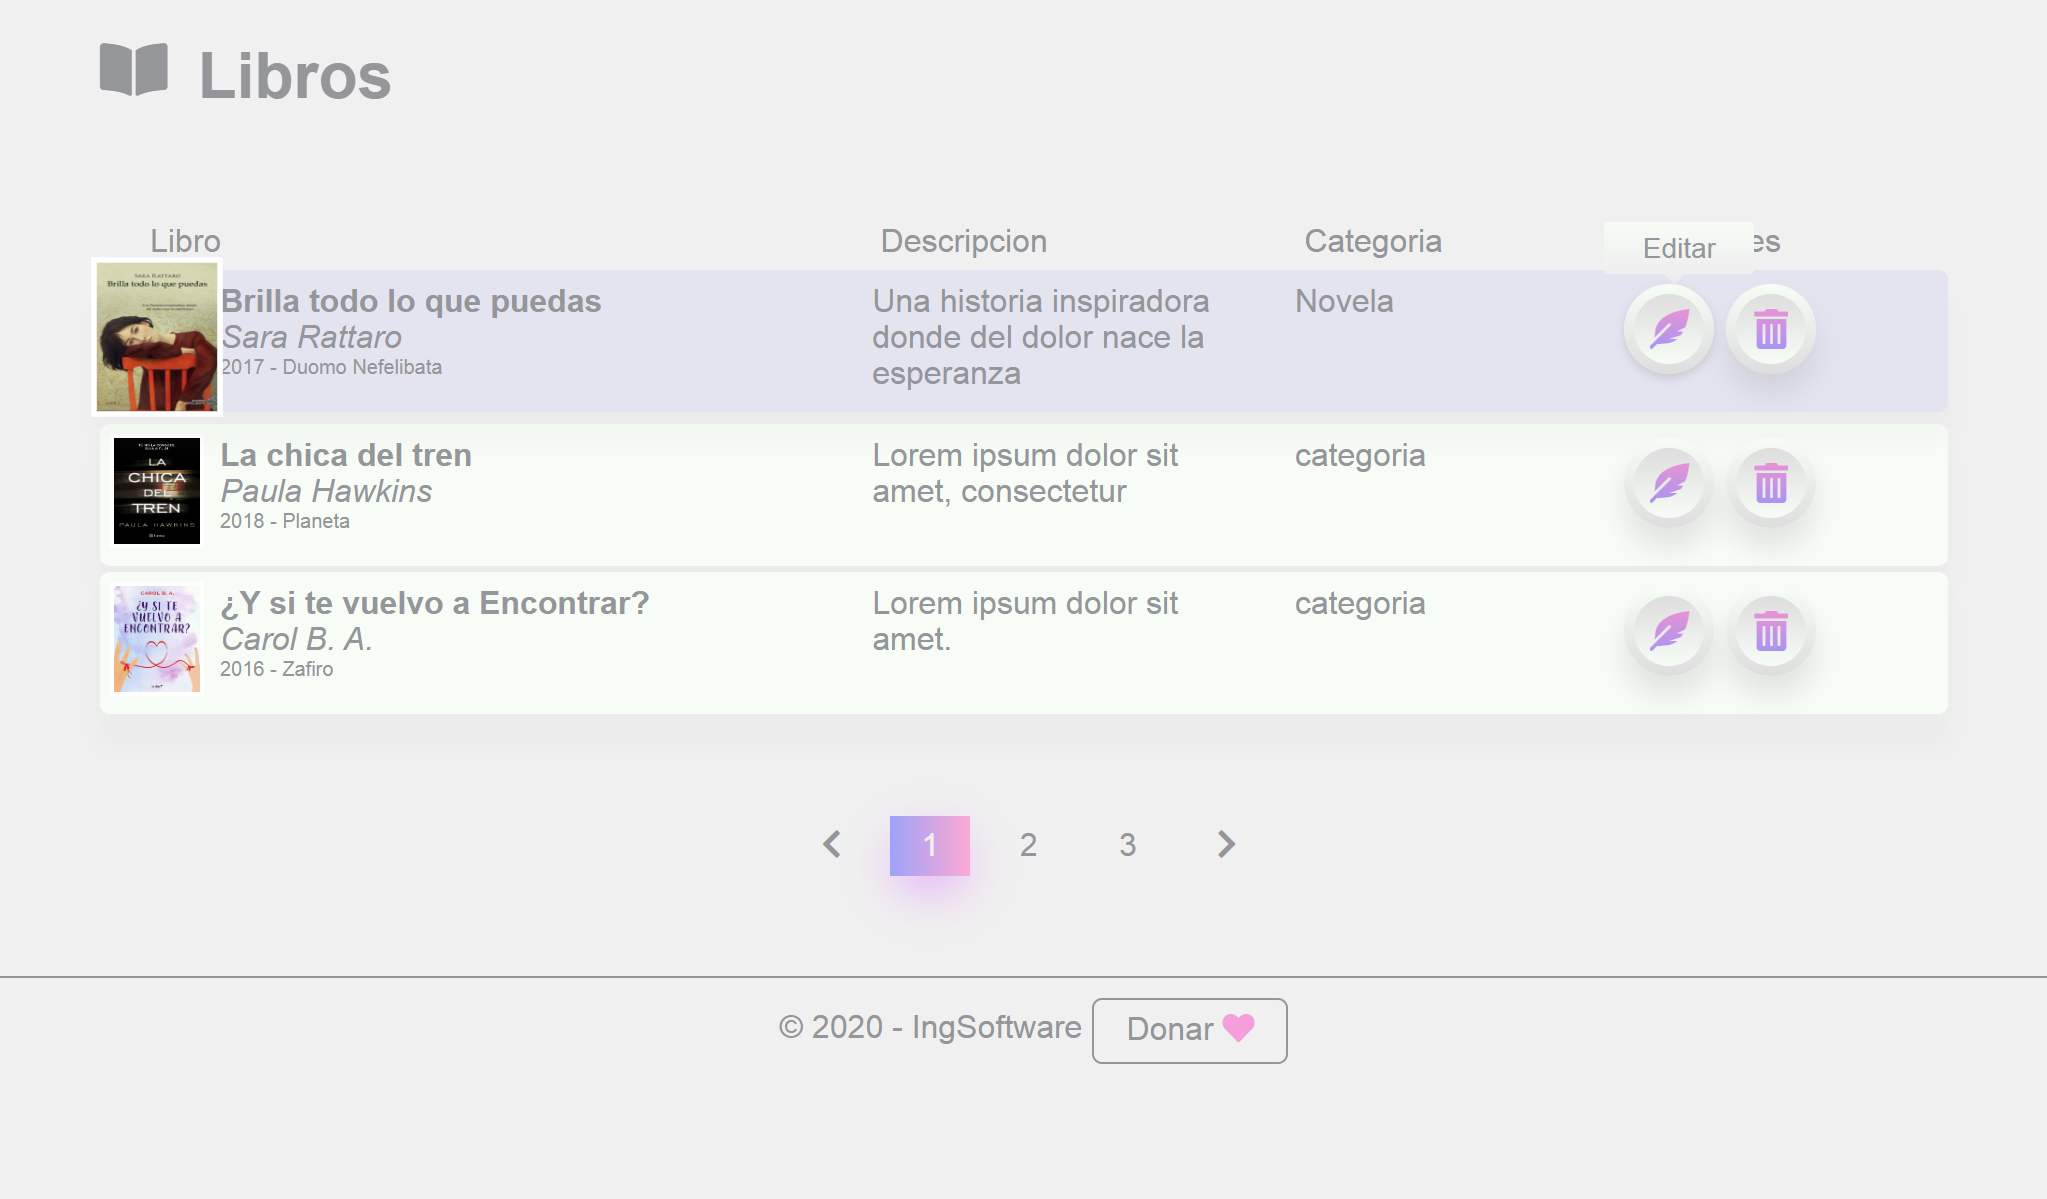 Libros
Libro Descripcion Categoria es
Editar
SARA RATTARO
Brilla todo lo que puedas
Brilla todo lo que puedas
Sara Rattaro
2017 - Duomo Nefelibata
Una historia inspiradora
donde del dolor nace la
esperanza
Novela
LA
CHICA
DEL
TREN
PAULA HAWKINS
La chica del tren
Paula Hawkins
2018 - Planeta
Lorem ipsum dolor sit
amet, consectetur
categoria
CAROL B. A.
¿Y SI TE
VUELVO A
ENCONTRAR?
¿Y si te vuelvo a Encontrar?
Carol B. A.
2016 - Zafiro
Lorem ipsum dolor sit
amet.
categoria
1 2 3
© 2020 - IngSoftware Donar